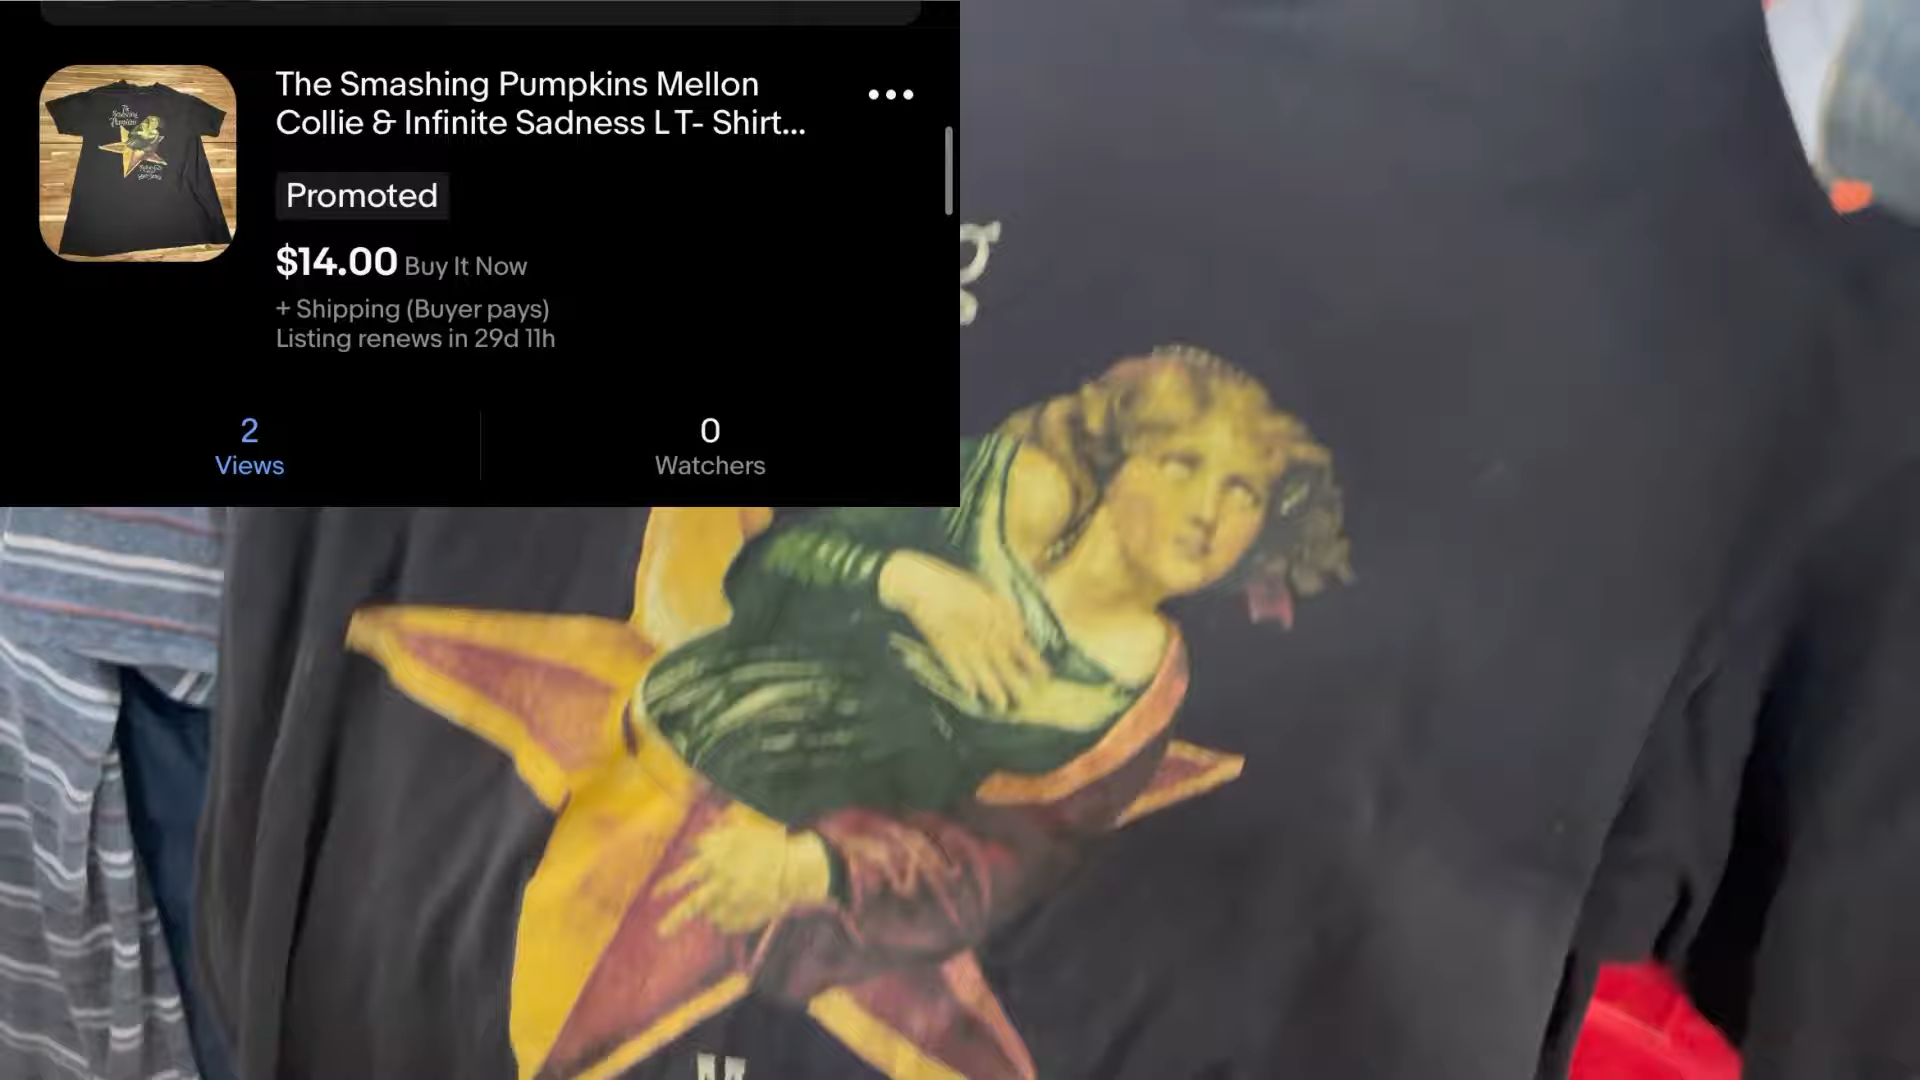 The Smashing Pumpkins Mellon
Collie & Infinite Sadness L T- Shirt...
Promoted
$14.00 Buy It Now
+ Shipping (Buyer pays)
Listing renews in 29d 11h
2
Views
0
Watchers